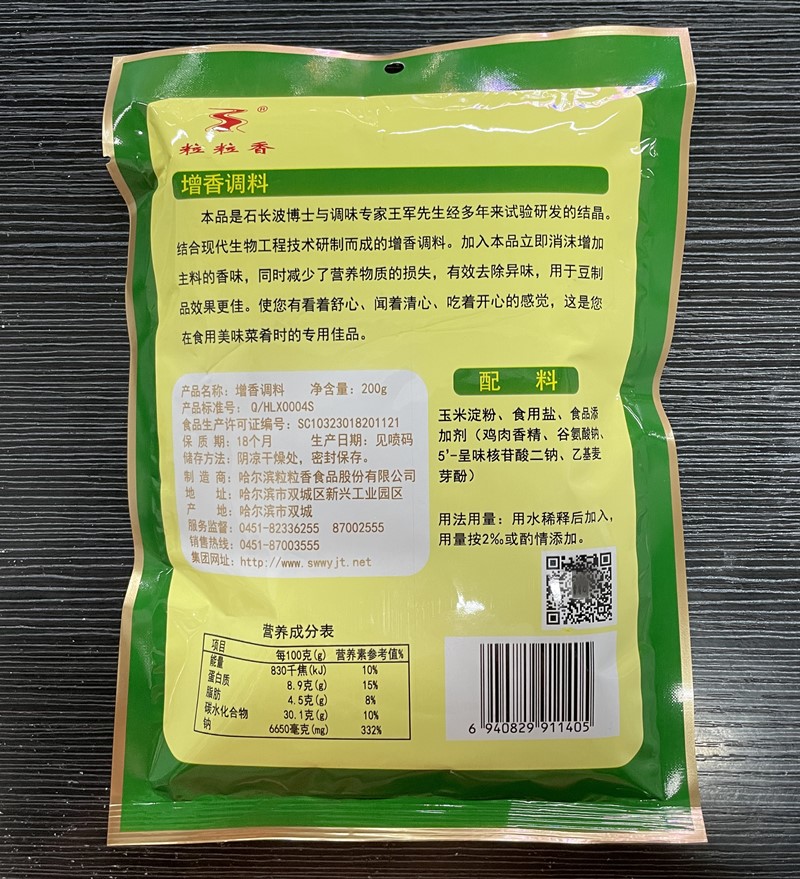 ®
粒粒香
增香调料
本品是石长波博士与调味专家王军先生经多年来试验研发的结晶。
结合现代生物工程技术研制而成的增香调料。加入本品立即消沫增加
主料的香味，同时减少了营养物质的损失，有效去除异味，用于豆制
品效果更佳。使您有看着舒心、闻着清心、吃着开心的感觉，这是您
在食用美味菜肴时的专用佳品。
产品名称：增香调料 净含量：200g
产品标准号：Q/HLX0004S
食品生产许可证编号：SC10323018201121
保 质 期：18个月 生产日期：见喷码
储存方法：阴凉干燥处，密封保存。
制 造 商：哈尔滨粒粒香食品股份有限公司
地 址：哈尔滨市双城区新兴工业园区
产 地：哈尔滨市双城
服务监督：0451-82336255 87002555
销售热线：0451-87003555
集团网址：http://www.swwyjt.net
配 料
玉米淀粉、食用盐、食品添
加剂（鸡肉香精、谷氨酸钠、
5'-呈味核苷酸二钠、乙基麦
芽酚）
用法用量：用水稀释后加入，
用量按2‰或酌情添加。
营养成分表
项目 每100克(g) 营养素参考值%
能量 830千焦(kJ) 10%
蛋白质 8.9克(g) 15%
脂肪 4.5克(g) 8%
碳水化合物 30.1克(g) 10%
钠 6650毫克(mg) 332%
6 940829 911405